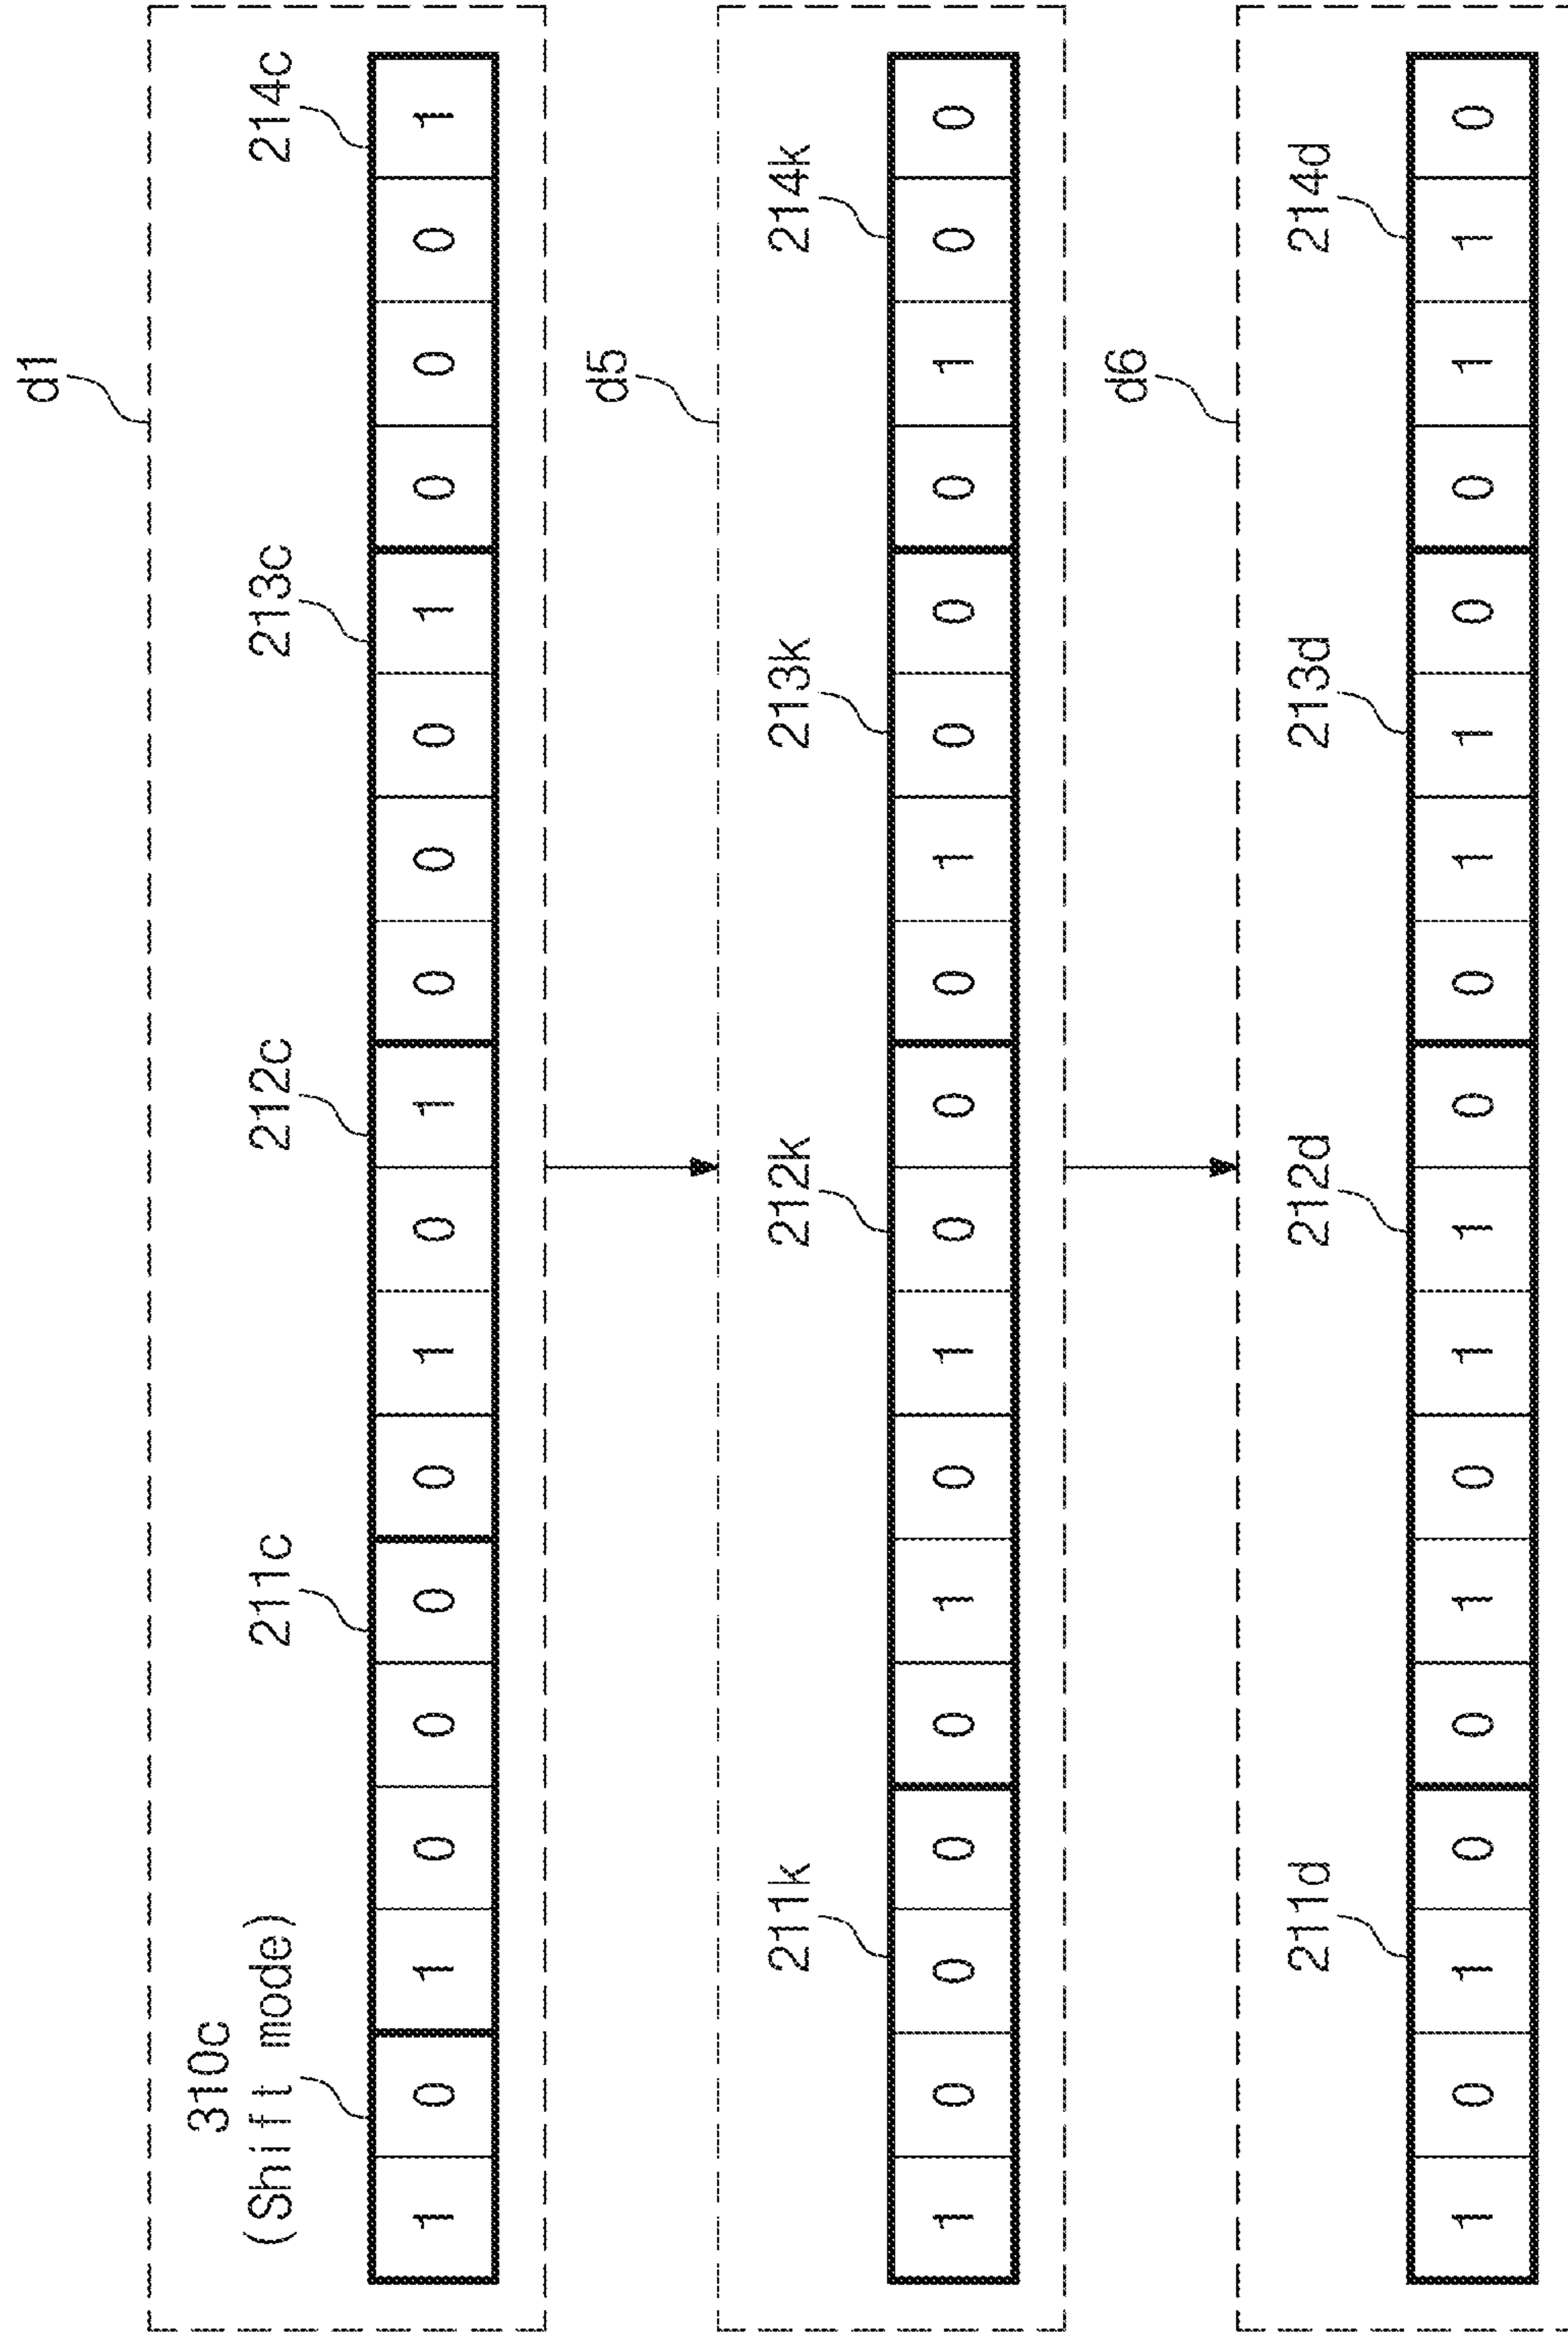 d1
310c
(Shift mode) 211c 212c 213c 214c
1 0 1 0 0 0 0 1 0 1 0 0 0 1 0 0 0 1
d5
211k 212k 213k 214k
1 0 0 0 0 1 0 1 0 0 0 1 0 0 0 1 0 0
d6
211d 212d 213d 214d
1 0 1 0 0 1 0 1 1 0 0 1 1 0 0 1 1 0